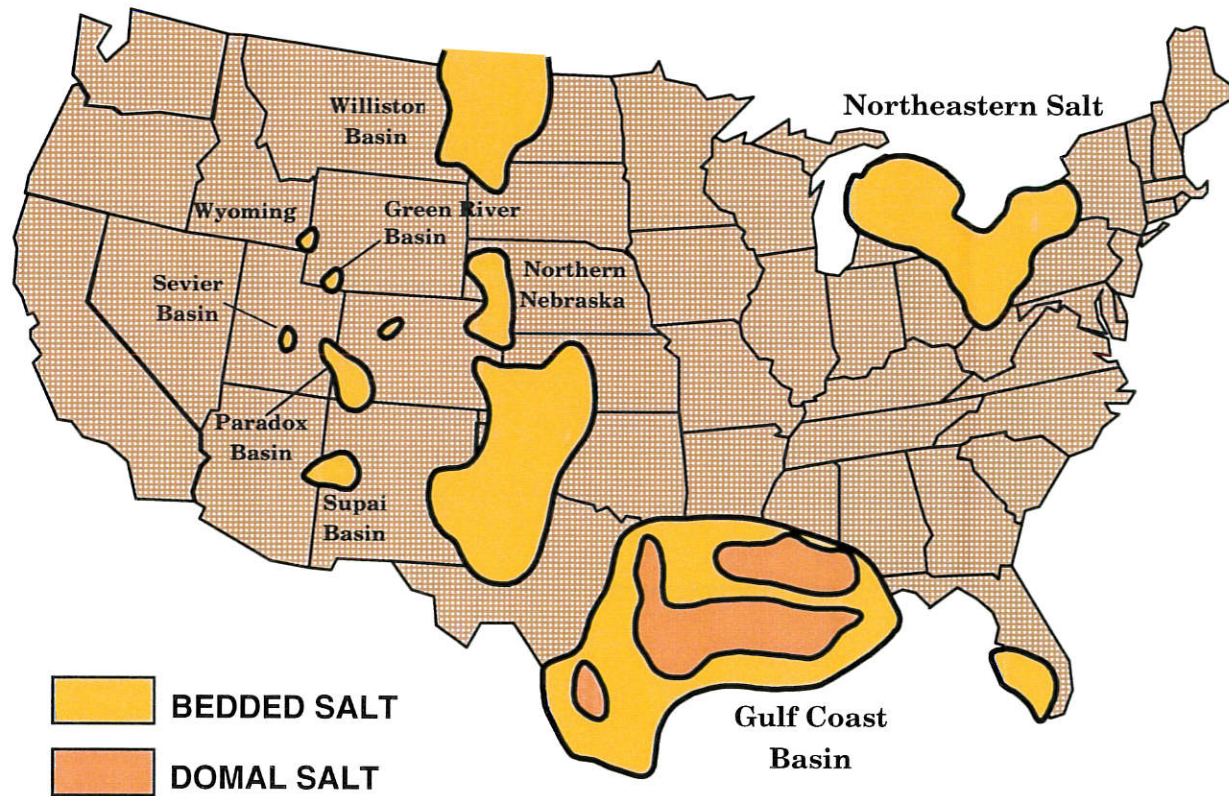 Williston
Basin
Northeastern Salt
Wyoming
Green River
Basin
Sevier
Basin
Northern
Nebraska
Paradox
Basin
Supai
Basin
Gulf Coast
Basin
BEDDED SALT
DOMAL SALT